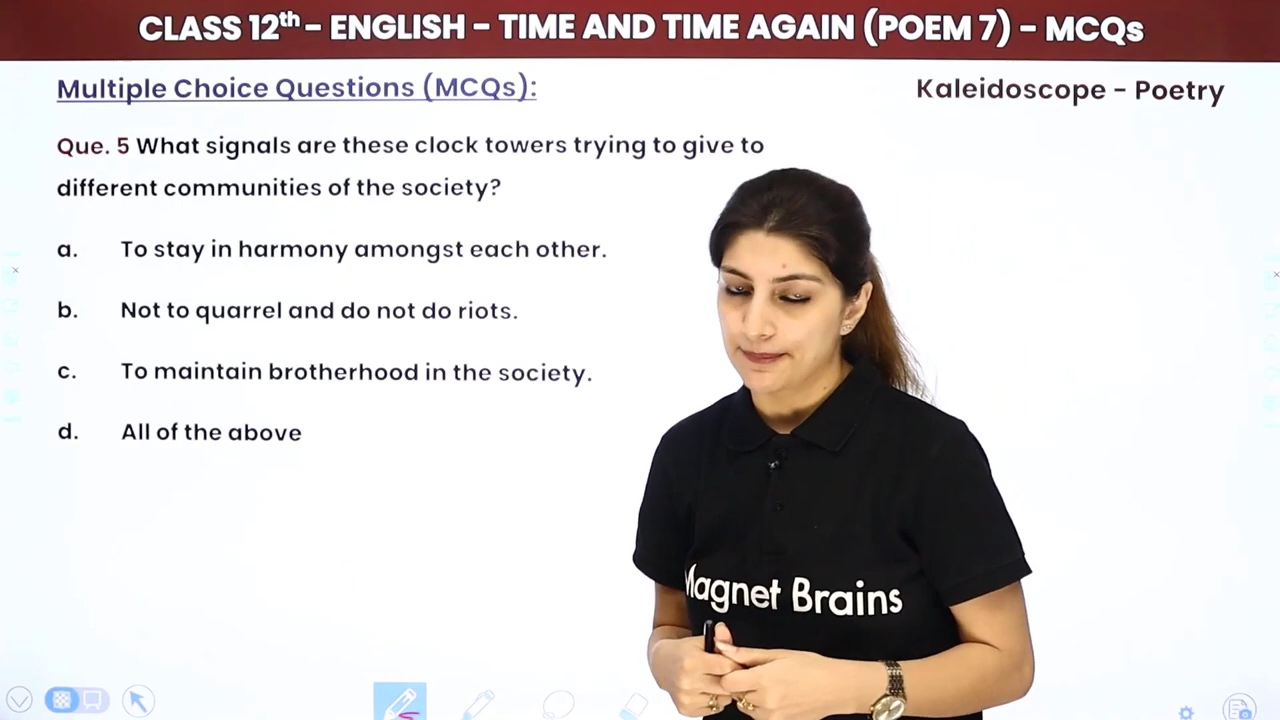 CLASS 12th – ENGLISH – TIME AND TIME AGAIN (POEM 7) – MCQs
Multiple Choice Questions (MCQs):
Kaleidoscope - Poetry
Que. 5 What signals are these clock towers trying to give to
different communities of the society?
a. To stay in harmony amongst each other.
b. Not to quarrel and do not do riots.
c. To maintain brotherhood in the society.
d. All of the above
Magnet Brains